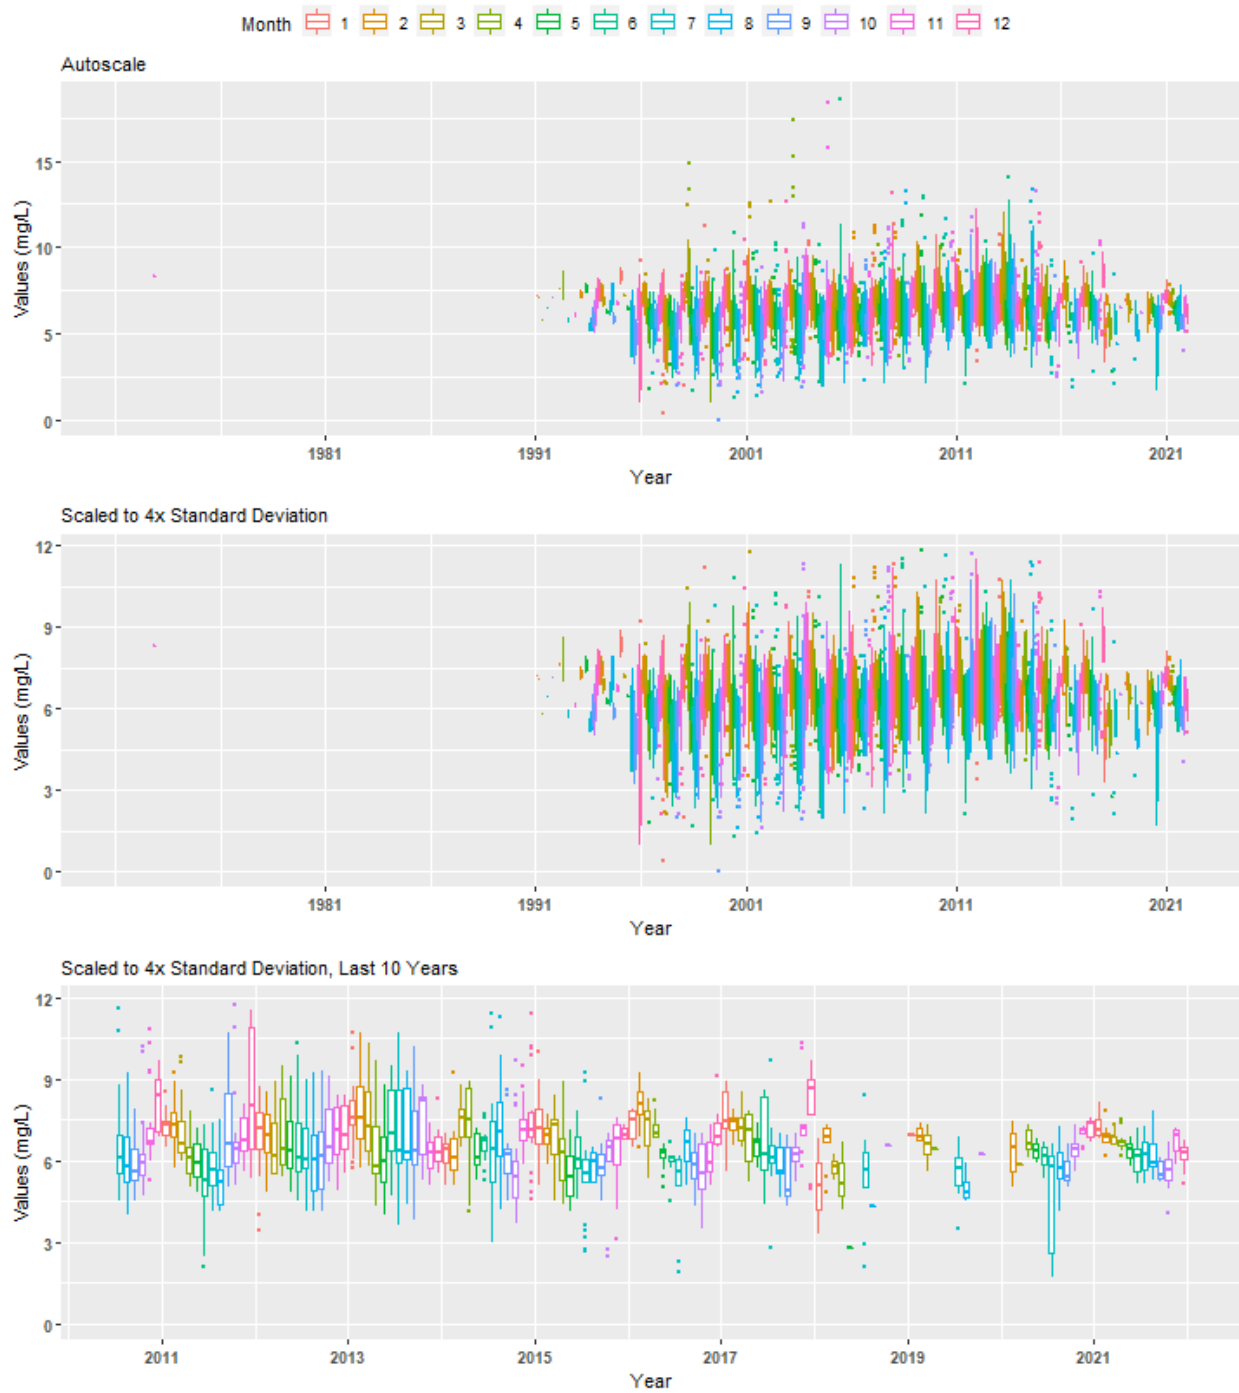 Month 1 2 3 4 5 6 7 8 9 10 11 12
Autoscale
Values (mg/L)
15
10
5
0
1981 1991 2001 2011 2021
Year
Scaled to 4x Standard Deviation
Values (mg/L)
12
9
6
3
0
1981 1991 2001 2011 2021
Year
Scaled to 4x Standard Deviation, Last 10 Years
Values (mg/L)
12
9
6
3
0
2011 2013 2015 2017 2019 2021
Year